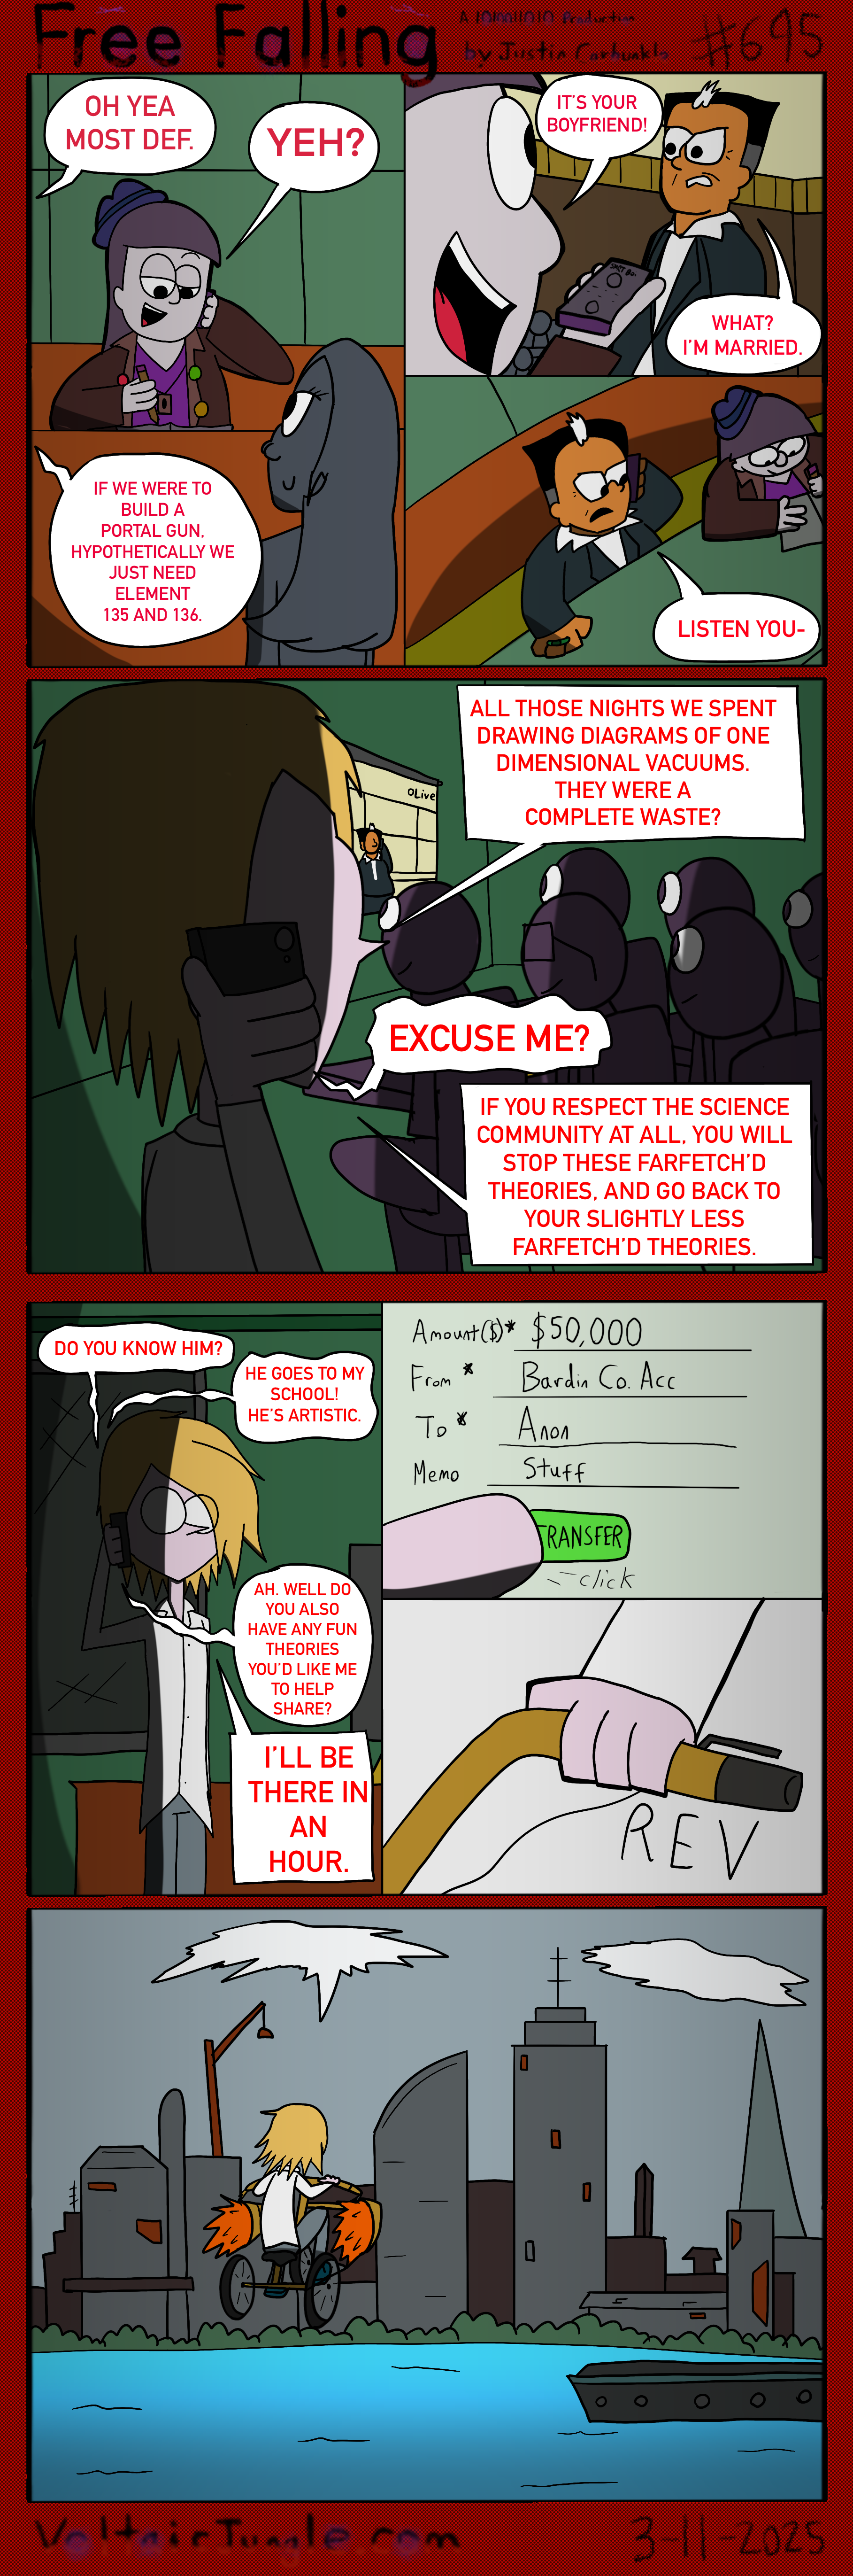 Free Falling
A 1010011010 Production
by Justin Carbunkle
#695
OH YEA
MOST DEF.
YEH?
IF WE WERE TO
BUILD A
PORTAL GUN,
HYPOTHETICALLY WE
JUST NEED
ELEMENT
135 AND 136.
IT'S YOUR
BOYFRIEND!
WHAT?
I'M MARRIED.
LISTEN YOU-
ALL THOSE NIGHTS WE SPENT
DRAWING DIAGRAMS OF ONE
DIMENSIONAL VACUUMS.
THEY WERE A
COMPLETE WASTE?
OLive
EXCUSE ME?
IF YOU RESPECT THE SCIENCE
COMMUNITY AT ALL, YOU WILL
STOP THESE FARFETCH'D
THEORIES, AND GO BACK TO
YOUR SLIGHTLY LESS
FARFETCH'D THEORIES.
DO YOU KNOW HIM?
HE GOES TO MY
SCHOOL!
HE'S ARTISTIC.
AH. WELL DO
YOU ALSO
HAVE ANY FUN
THEORIES
YOU'D LIKE ME
TO HELP
SHARE?
I'LL BE
THERE IN
AN
HOUR.
Amount($)* $50,000
From * Bardin Co. Acc
To * Anon
Memo Stuff
TRANSFER
click
REV
VoltairJungle.com
3-11-2025